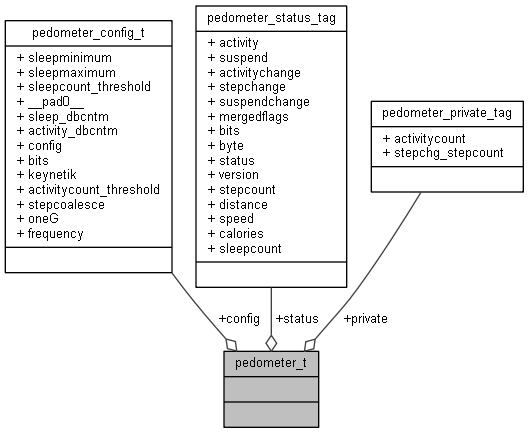 pedometer_config_t
+ sleepminimum
+ sleepmaximum
+ sleepcount_threshold
+ __pad0__
+ sleep_dbcntm
+ activity_dbcntm
+ config
+ bits
+ keynetik
+ activitycount_threshold
+ stepcoalesce
+ oneG
+ frequency
pedometer_status_tag
+ activity
+ suspend
+ activitychange
+ stepchange
+ suspendchange
+ mergedflags
+ bits
+ byte
+ status
+ version
+ stepcount
+ distance
+ speed
+ calories
+ sleepcount
pedometer_private_tag
+ activitycount
+ stepchg_stepcount
+config
+status
+private
pedometer_t